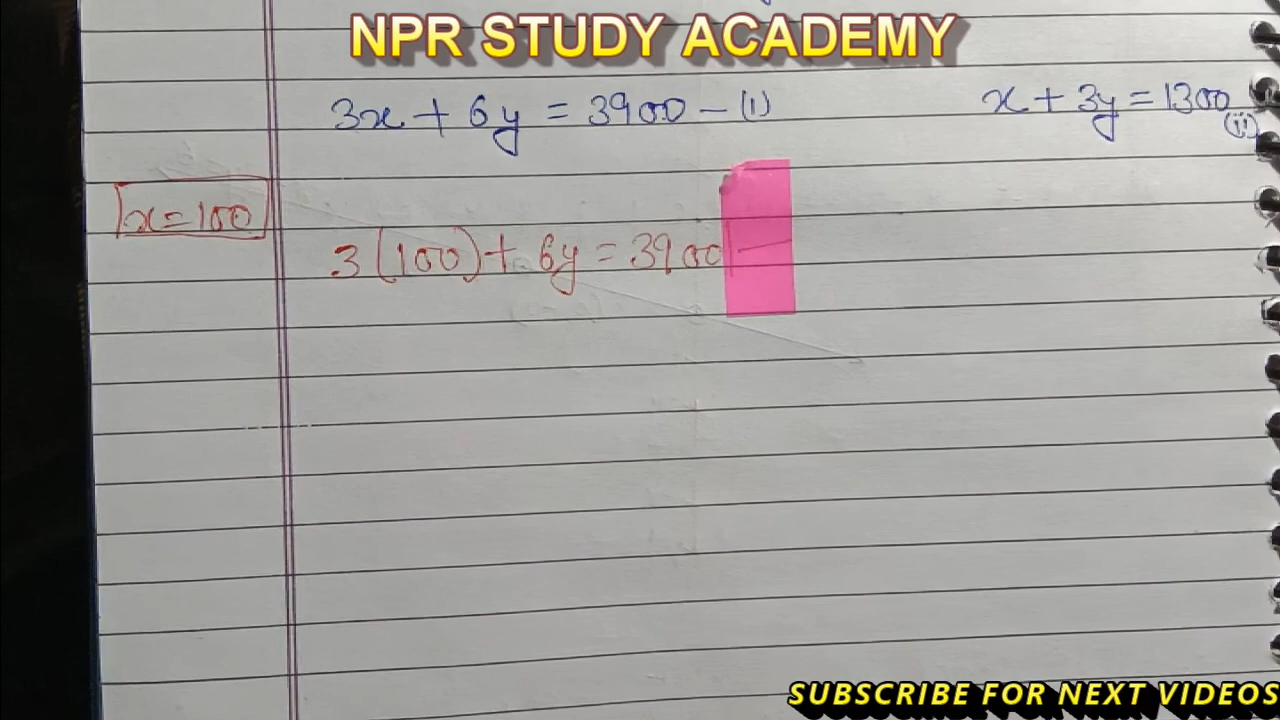 NPR STUDY ACADEMY
3x + 6y = 3900 – (i)
x + 3y = 1300
(ii)
x = 100
3(100) + 6y = 3900
SUBSCRIBE FOR NEXT VIDEOS